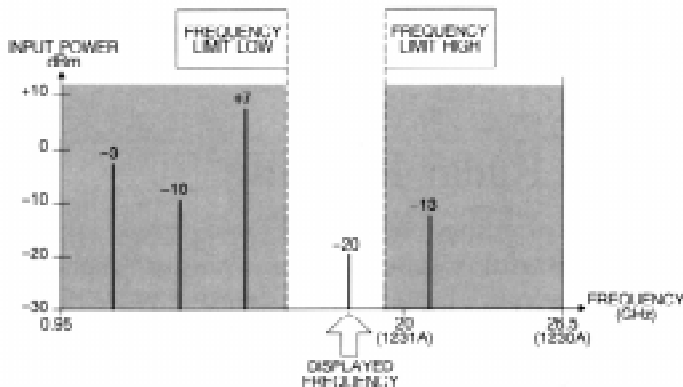 FREQUENCY
LIMIT LOW
FREQUENCY
LIMIT HIGH
INPUT POWER
dBm
+10
0
-10
-20
-30
-3
-10
+7
-20
-13
0.95
20
(1231A)
26.5
(1230A)
FREQUENCY
(GHz)
DISPLAYED
FREQUENCY